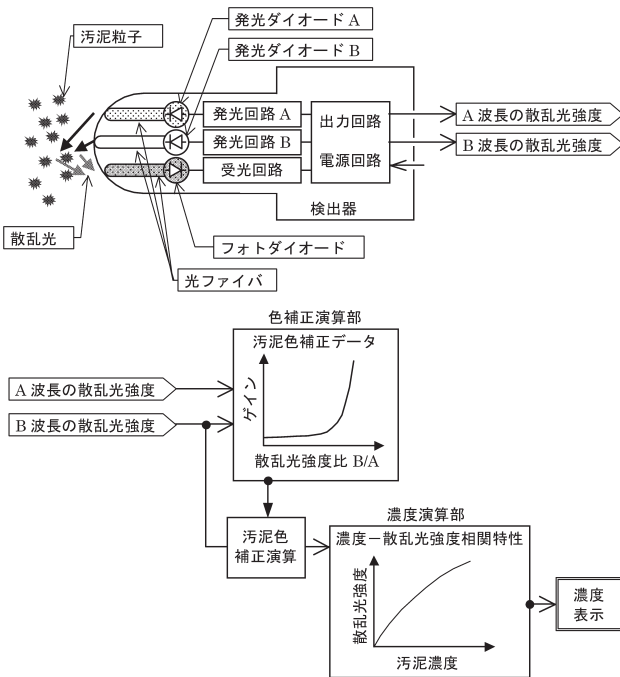 汚泥粒子
発光ダイオード A
発光ダイオード B
発光回路 A
発光回路 B
受光回路
出力回路
電源回路
A 波長の散乱光強度
B 波長の散乱光強度
検出器
散乱光
フォトダイオード
光ファイバ
色補正演算部
汚泥色補正データ
ゲイン
散乱光強度比 B/A
A 波長の散乱光強度
B 波長の散乱光強度
汚泥色
補正演算
濃度演算部
濃度－散乱光強度相関特性
散乱光強度
汚泥濃度
濃度
表示